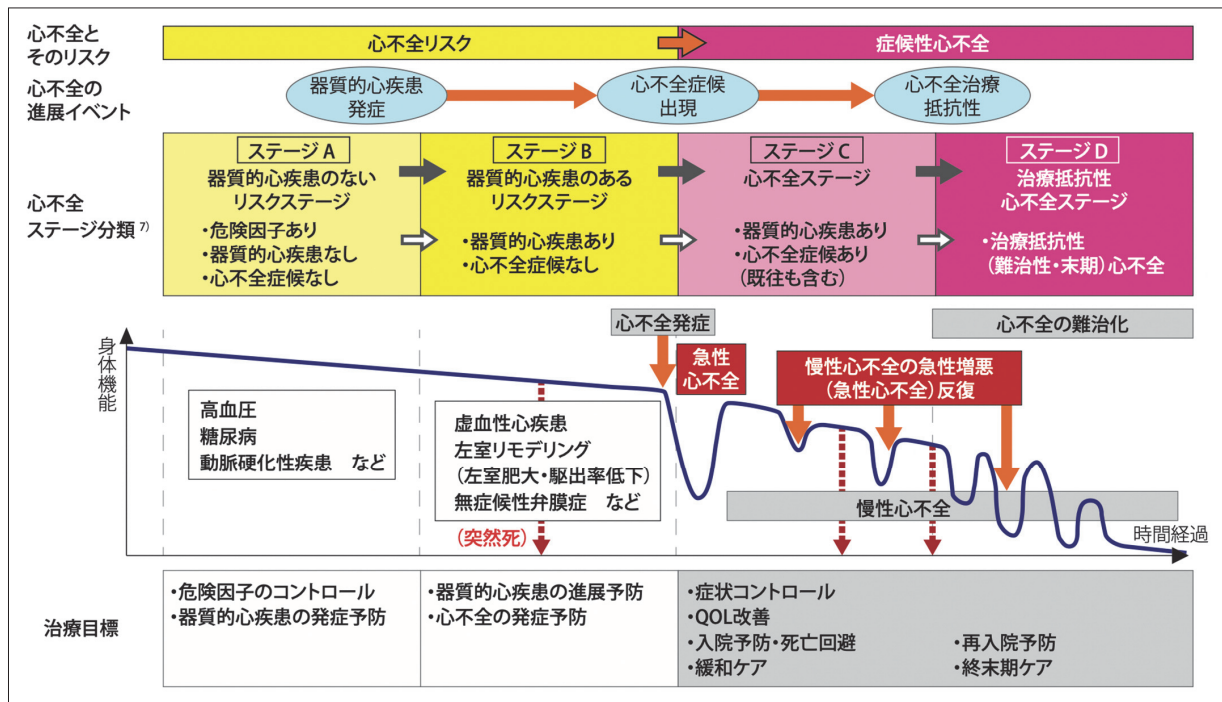 心不全と
そのリスク
心不全リスク
症候性心不全
心不全の
進展イベント
器質的心疾患
発症
心不全症候
出現
心不全治療
抵抗性
心不全
ステージ分類 7)
ステージA
器質的心疾患のない
リスクステージ
・危険因子あり
・器質的心疾患なし
・心不全症候なし
ステージB
器質的心疾患のある
リスクステージ
・器質的心疾患あり
・心不全症候なし
ステージC
心不全ステージ
・器質的心疾患あり
・心不全症候あり
(既往も含む)
ステージD
治療抵抗性
心不全ステージ
・治療抵抗性
(難治性・末期)心不全
心不全発症
心不全の難治化
身体機能
急性
心不全
慢性心不全の急性増悪
(急性心不全)反復
高血圧
糖尿病
動脈硬化性疾患 など
虚血性心疾患
左室リモデリング
(左室肥大・駆出率低下)
無症候性弁膜症 など
(突然死)
慢性心不全
時間経過
治療目標
・危険因子のコントロール
・器質的心疾患の発症予防
・器質的心疾患の進展予防
・心不全の発症予防
・症状コントロール
・QOL改善
・入院予防・死亡回避
・緩和ケア
・再入院予防
・終末期ケア